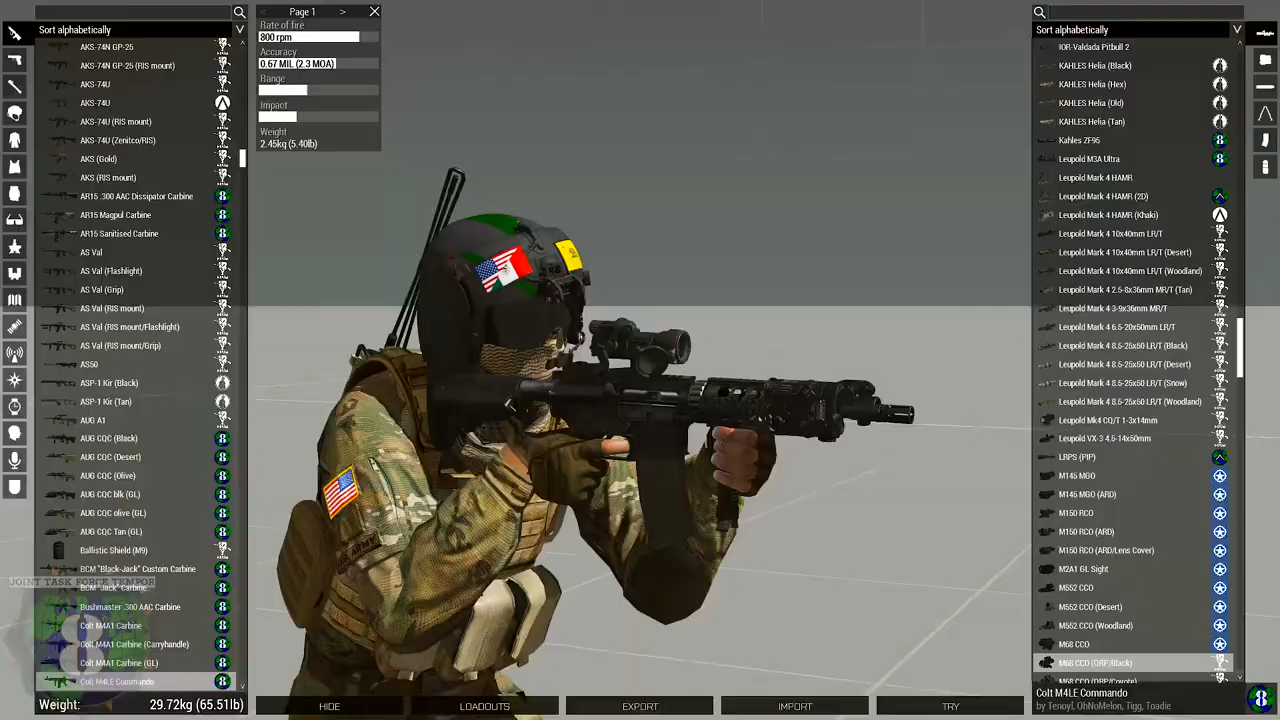 Sort alphabetically
AKS-74N GP-25
AKS-74N GP-25 (RIS mount)
AKS-74U
AKS-74U
AKS-74U (RIS mount)
AKS-74U (Zenitco/RIS)
AKS (Gold)
AKS (RIS mount)
AR15 .300 AAC Dissipator Carbine
AR15 Magpul Carbine
AR15 Sanitised Carbine
AS Val
AS Val (Flashlight)
AS Val (Grip)
AS Val (RIS mount)
AS Val (RIS mount/Flashlight)
AS Val (RIS mount/Grip)
AS50
ASP-1 Kir (Black)
ASP-1 Kir (Tan)
AUG A1
AUG CQC (Black)
AUG CQC (Desert)
AUG CQC (Olive)
AUG CQC blk (GL)
AUG CQC olive (GL)
AUG CQC Tan (GL)
Ballistic Shield (M9)
BCM "Black-Jack" Custom Carbine
BCM "Jack" Carbine
Bushmaster .300 AAC Carbine
Colt M4A1 Carbine
Colt M4A1 Carbine (Carryhandle)
Colt M4A1 Carbine (GL)
Colt M4LE Commando
JOINT TASK FORCE TEMPOR
Weight: 29.72kg (65.51lb)
< Page 1 >
Rate of fire
800 rpm
Accuracy
0.67 MIL (2.3 MOA)
Range
Impact
Weight
2.45kg (5.40lb)
HIDE
LOADOUTS
EXPORT
IMPORT
TRY
Sort alphabetically
IOR-Valdada Pitbull 2
KAHLES Helia (Black)
KAHLES Helia (Hex)
KAHLES Helia (Old)
KAHLES Helia (Tan)
Kahles ZF95
Leupold M3A Ultra
Leupold Mark 4 HAMR
Leupold Mark 4 HAMR (2D)
Leupold Mark 4 HAMR (Khaki)
Leupold Mark 4 10x40mm LR/T
Leupold Mark 4 10x40mm LR/T (Desert)
Leupold Mark 4 10x40mm LR/T (Woodland)
Leupold Mark 4 2.5-8x36mm MR/T (Tan)
Leupold Mark 4 3-9x36mm MR/T
Leupold Mark 4 6.5-20x50mm LR/T
Leupold Mark 4 8.5-25x50 LR/T (Black)
Leupold Mark 4 8.5-25x50 LR/T (Desert)
Leupold Mark 4 8.5-25x50 LR/T (Snow)
Leupold Mark 4 8.5-25x50 LR/T (Woodland)
Leupold Mk4 CQ/T 1-3x14mm
Leupold VX-3 4.5-14x50mm
LRPS (PIP)
M145 MGO
M145 MGO (ARD)
M150 RCO
M150 RCO (ARD)
M150 RCO (ARD/Lens Cover)
M2A1 GL Sight
M552 CCO
M552 CCO (Desert)
M552 CCO (Woodland)
M68 CCO
M68 CCO (QRP/Black)
M68 CCO (QRP/Coyote)
Colt M4LE Commando
by Tenoyl, OhNoMelon, Tigg, Toadie